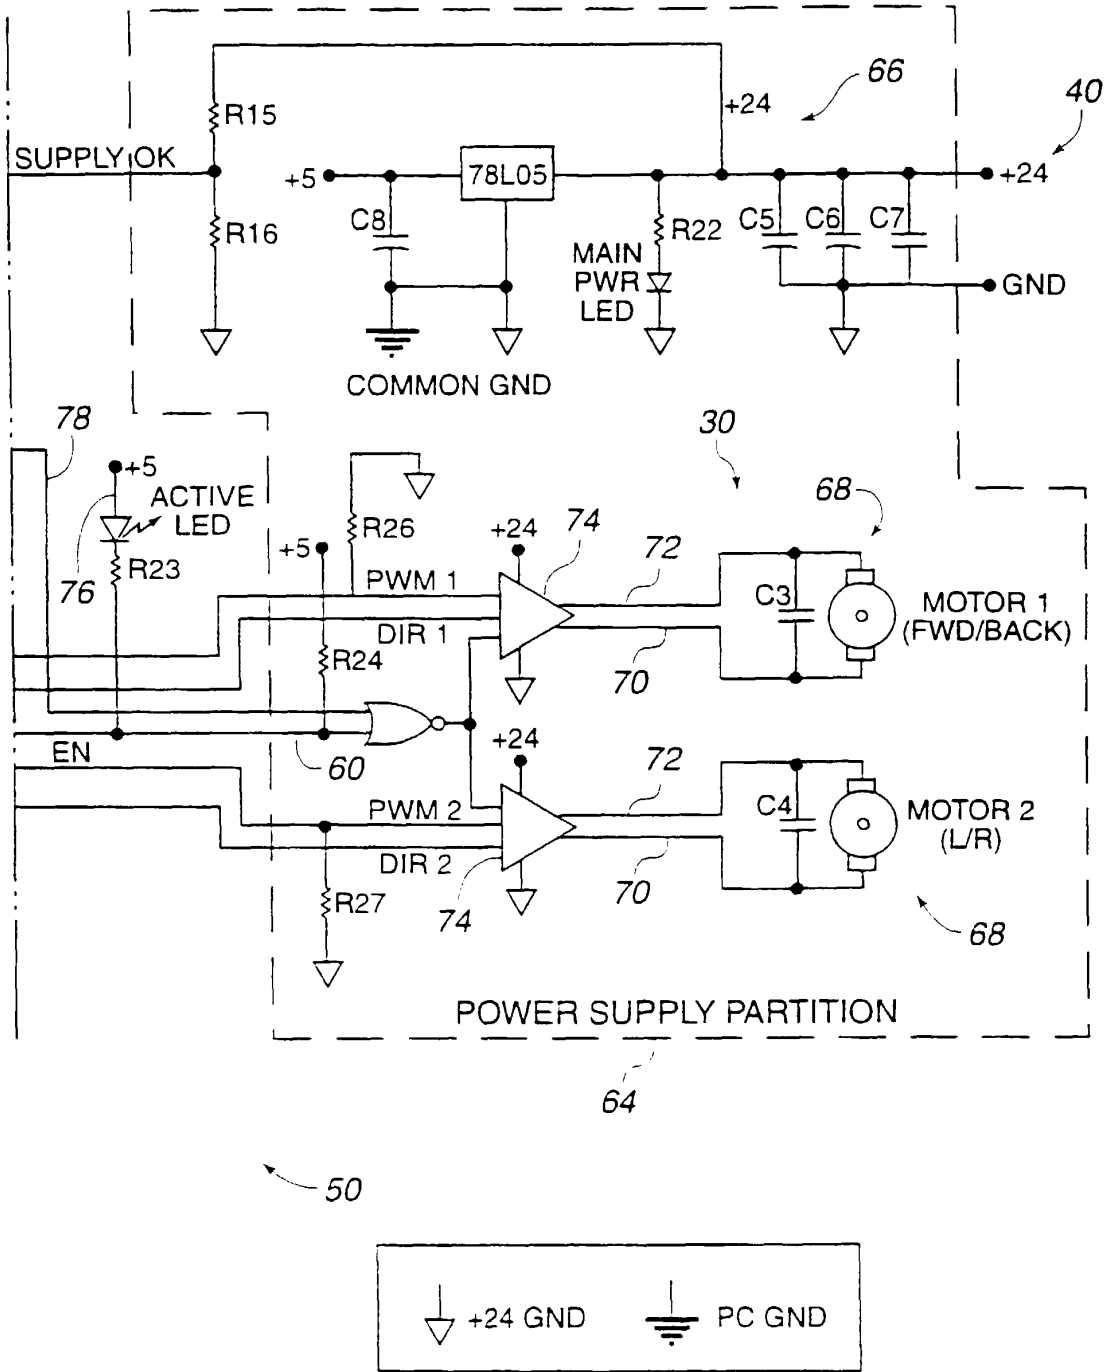 66
40
+24
R15
SUPPLY OK
+5
78L05
+24
R16
C8
R22
C5
C6
C7
MAIN
PWR
LED
GND
COMMON GND
78
30
+5
ACTIVE
LED
R26
+24
74
68
76
R23
+5
72
PWM 1
C3
MOTOR 1
(FWD/BACK)
DIR 1
R24
70
+24
EN
60
72
PWM 2
C4
MOTOR 2
(L/R)
DIR 2
74
70
R27
68
POWER SUPPLY PARTITION
64
50
+24 GND
PC GND